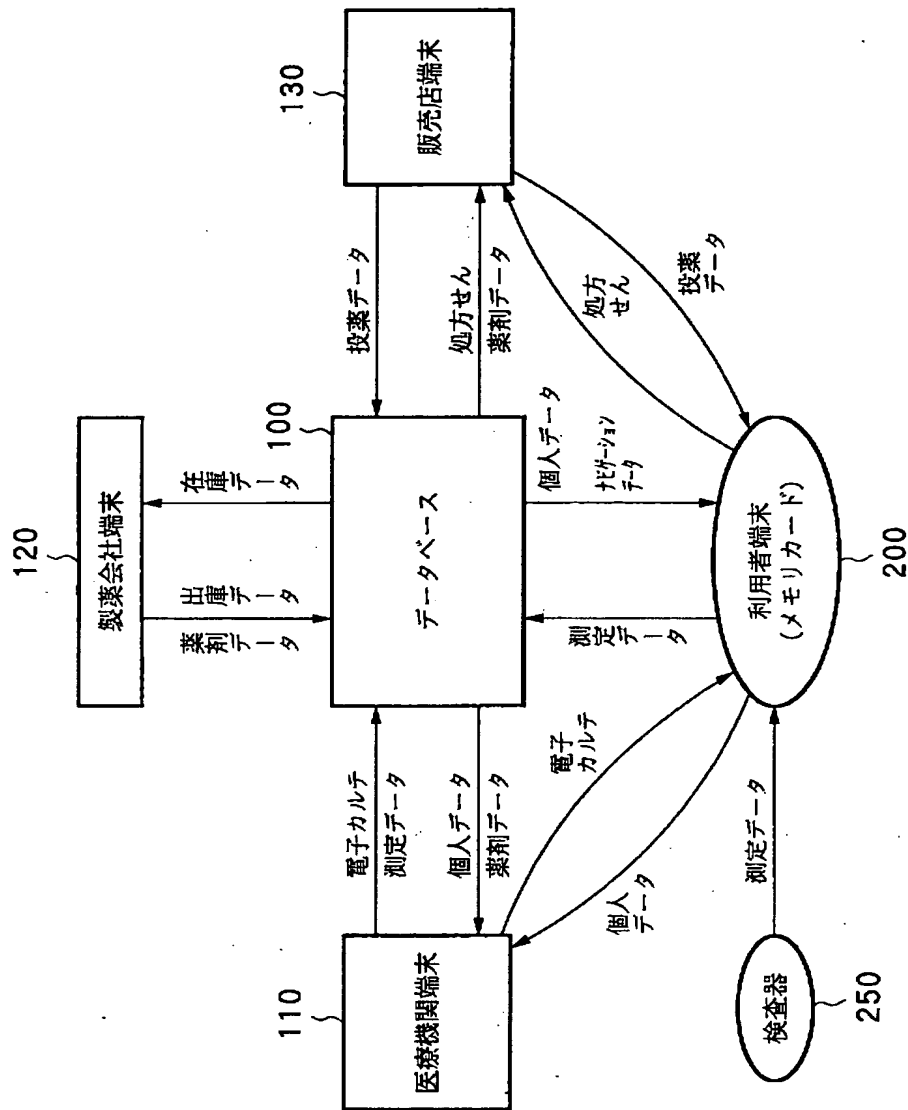 120
製薬会社端末
薬剤
データ
出庫
データ
在庫
データ
110
医療機関端末
電子カルテ
測定データ
個人データ
薬剤データ
100
データベース
投薬データ
処方せん
薬剤データ
130
販売店端末
電子
カルテ
個人
データ
測定
データ
個人データ
ナビゲーション
データ
処方
せん
投薬
データ
検査器
250
測定データ
利用者端末
(メモリカード)
200